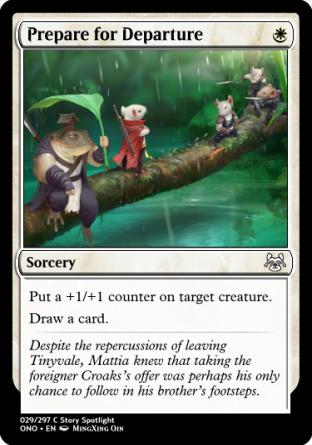 Prepare for Departure
Sorcery
Put a +1/+1 counter on target creature.
Draw a card.
Despite the repercussions of leaving
Tinyvale, Mattia knew that taking the
foreigner Croaks's offer was perhaps his only
chance to follow in his brother's footsteps.
029/297 C Story Spotlight
ONO • EN MingXing Qin